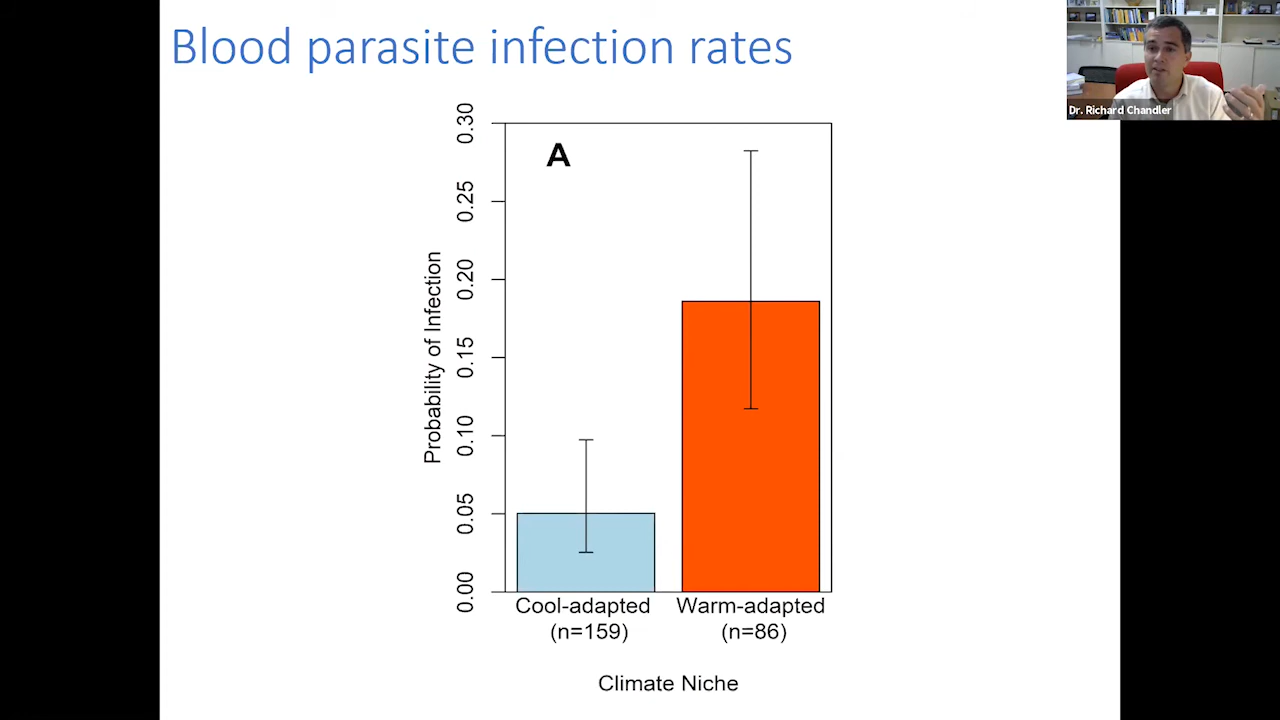 Blood parasite infection rates
Dr. Richard Chandler
A
0.30
0.25
0.20
0.15
0.10
0.05
0.00
Probability of Infection
Cool-adapted Warm-adapted
(n=159) (n=86)
Climate Niche